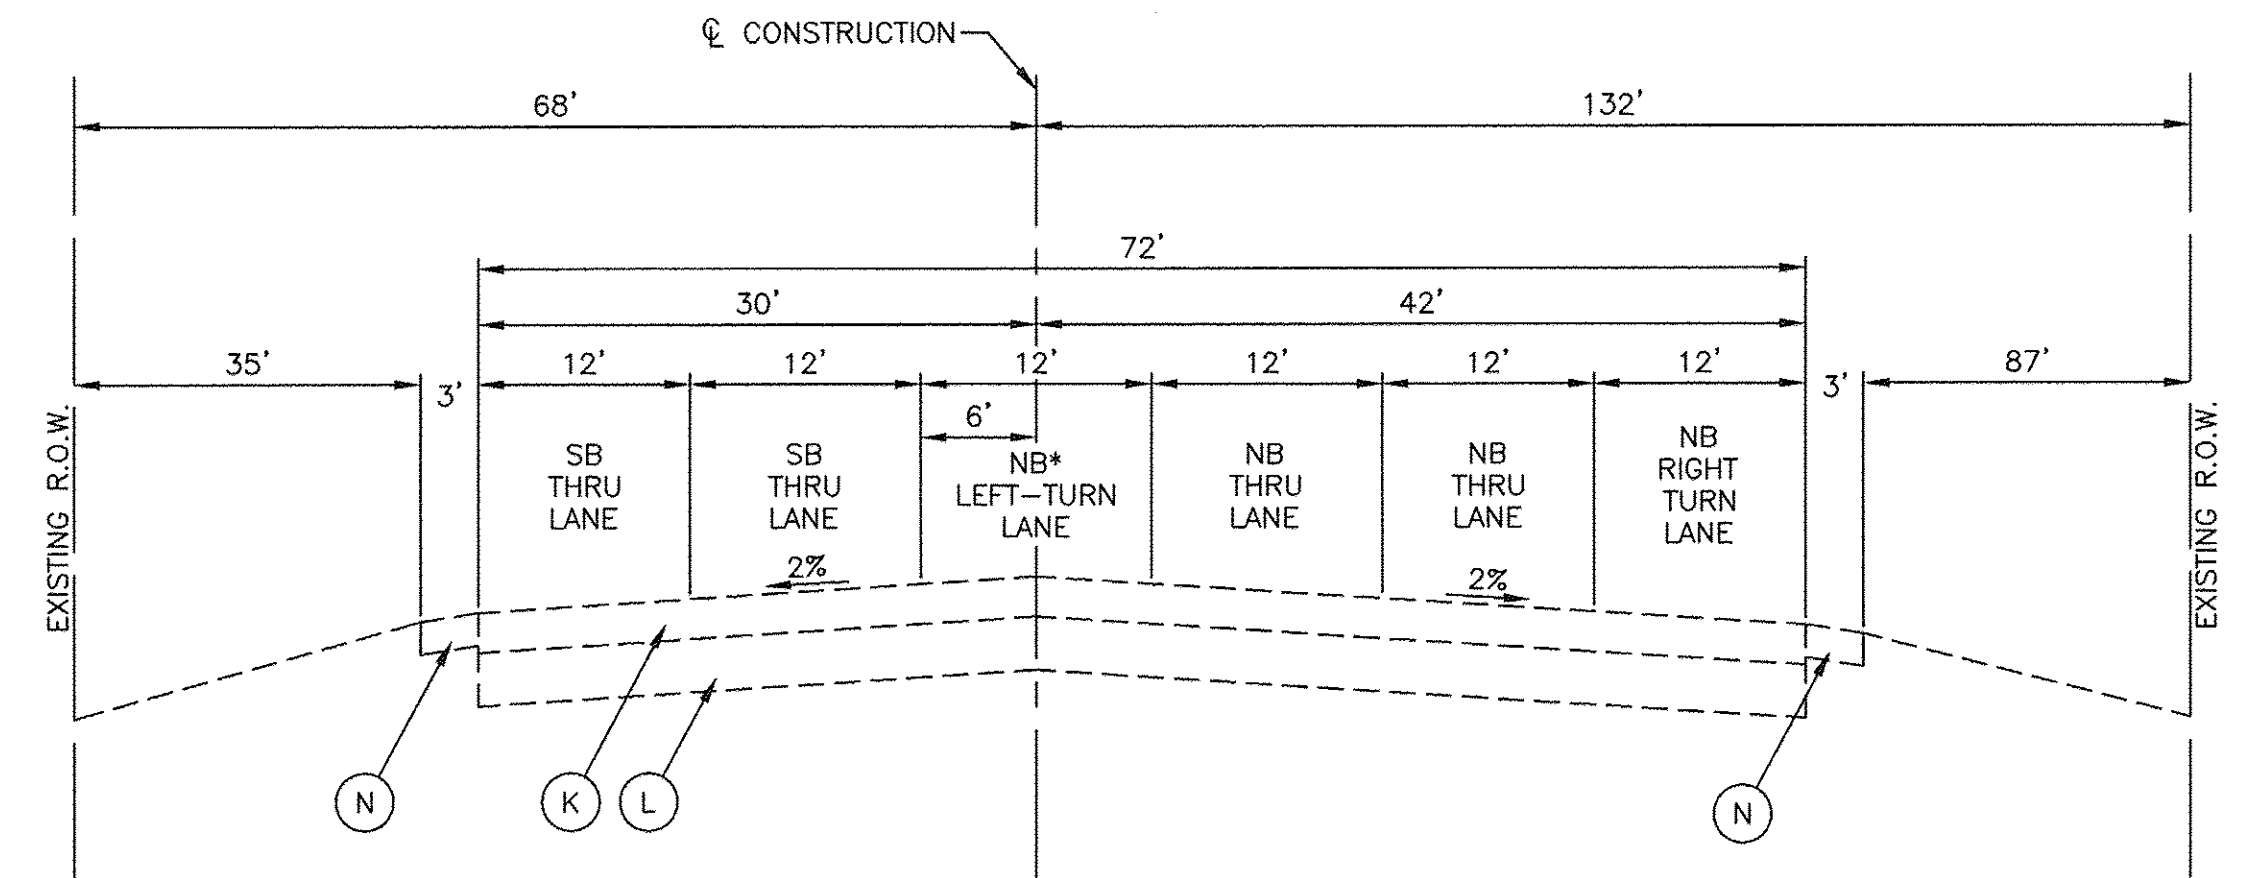 ℄ CONSTRUCTION
68'
132'
72'
30'
42'
35'
3'
12'
12'
12'
12'
12'
12'
3'
87'
6'
EXISTING R.O.W.
SB
THRU
LANE
SB
THRU
LANE
NB*
LEFT-TURN
LANE
NB
THRU
LANE
NB
THRU
LANE
NB
RIGHT
TURN
LANE
EXISTING R.O.W.
2%
2%
N
K
L
N